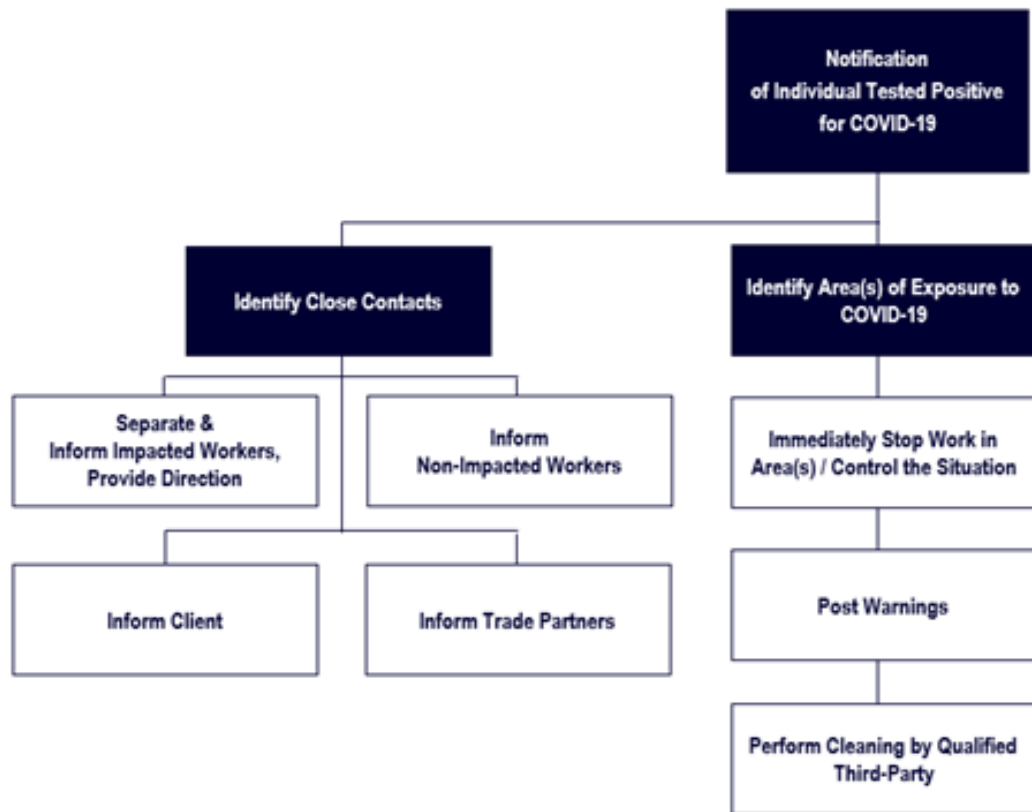 Notification
of Individual Tested Positive
for COVID-19
Identify Close Contacts
Identify Area(s) of Exposure to
COVID-19
Separate &
Inform Impacted Workers,
Provide Direction
Inform
Non-Impacted Workers
Immediately Stop Work in
Area(s) / Control the Situation
Inform Client
Inform Trade Partners
Post Warnings
Perform Cleaning by Qualified
Third-Party